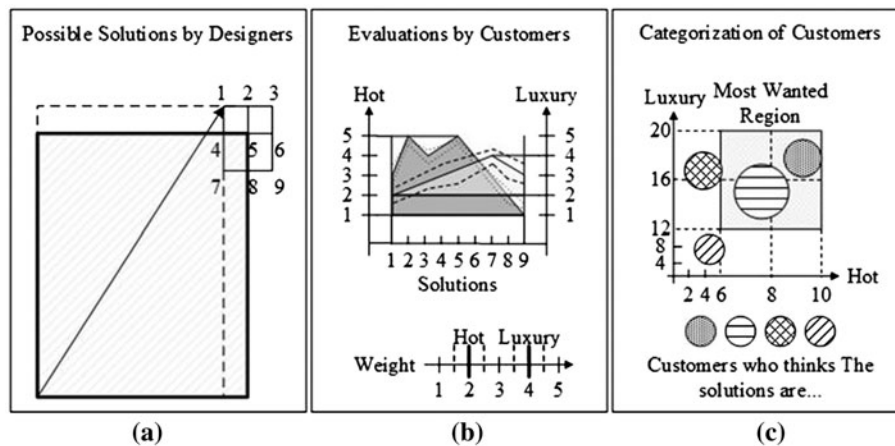 Possible Solutions by Designers
1 2 3
4 5 6
7 8 9
(a)
Evaluations by Customers
Hot Luxury
5 5
4 4
3 3
2 2
1 1
1 2 3 4 5 6 7 8 9
Solutions
Hot Luxury
Weight
1 2 3 4 5
(b)
Categorization of Customers
Most Wanted
Region
Luxury
20
16
12
8
4
2 4 6 8 10
Hot
Customers who thinks The
solutions are...
(c)